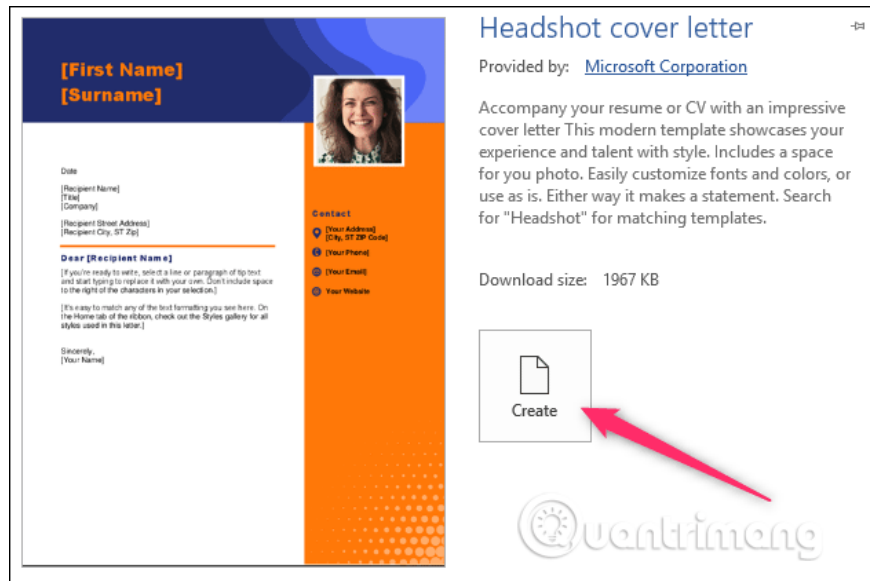 [First Name]
[Surname]
Date
[Recipient Name]
[Title]
[Company]
[Recipient Street Address]
[Recipient City, ST Zip]
Dear [Recipient Name]
[If you're ready to write, select a line or paragraph of tip text
and start typing to replace it with your own. Don't include space
to the right of the characters in your selection.]
[It's easy to match any of the text formatting you see here. On
the Home tab of the ribbon, check out the Styles gallery for all
styles used in this letter.]
Sincerely,
[Your Name]
Contact
[Your Address]
[City, ST ZIP Code]
[Your Phone]
[Your Email]
Your Website
Headshot cover letter
Provided by: Microsoft Corporation
Accompany your resume or CV with an impressive
cover letter This modern template showcases your
experience and talent with style. Includes a space
for you photo. Easily customize fonts and colors, or
use as is. Either way it makes a statement. Search
for "Headshot" for matching templates.
Download size: 1967 KB
Create
Quantrimang